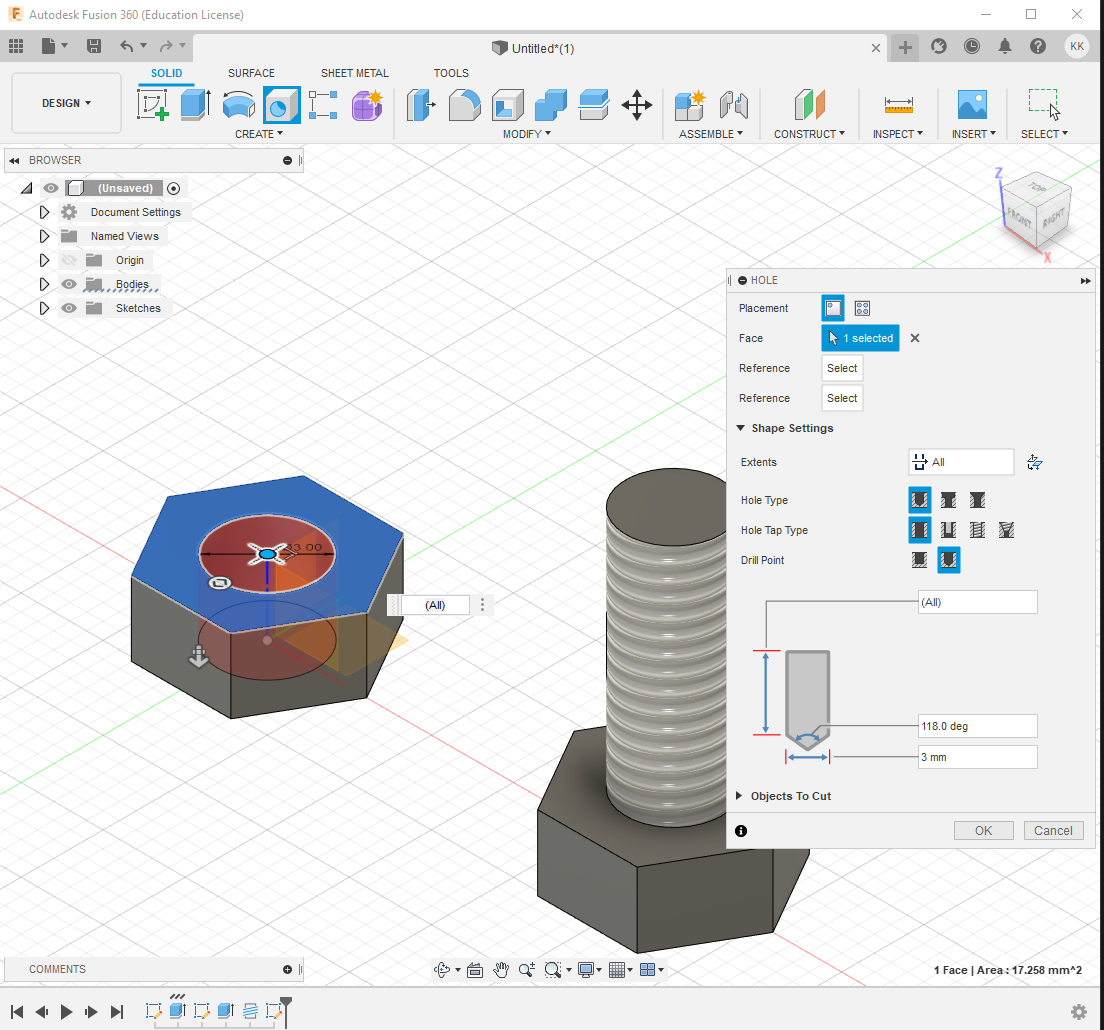 Autodesk Fusion 360 (Education License)
Untitled*(1)
KK
SOLID SURFACE SHEET METAL TOOLS
DESIGN
CREATE MODIFY ASSEMBLE CONSTRUCT INSPECT INSERT SELECT
BROWSER
(Unsaved)
Document Settings
Named Views
Origin
Bodies
Sketches
Z
TOP
FRONT RIGHT
X
HOLE
Placement
Face 1 selected
Reference Select
Reference Select
Shape Settings
Extents All
Hole Type
Hole Tap Type
Drill Point
(All)
118.0 deg
3 mm
Objects To Cut
OK Cancel
(All)
COMMENTS
1 Face | Area : 17.258 mm^2